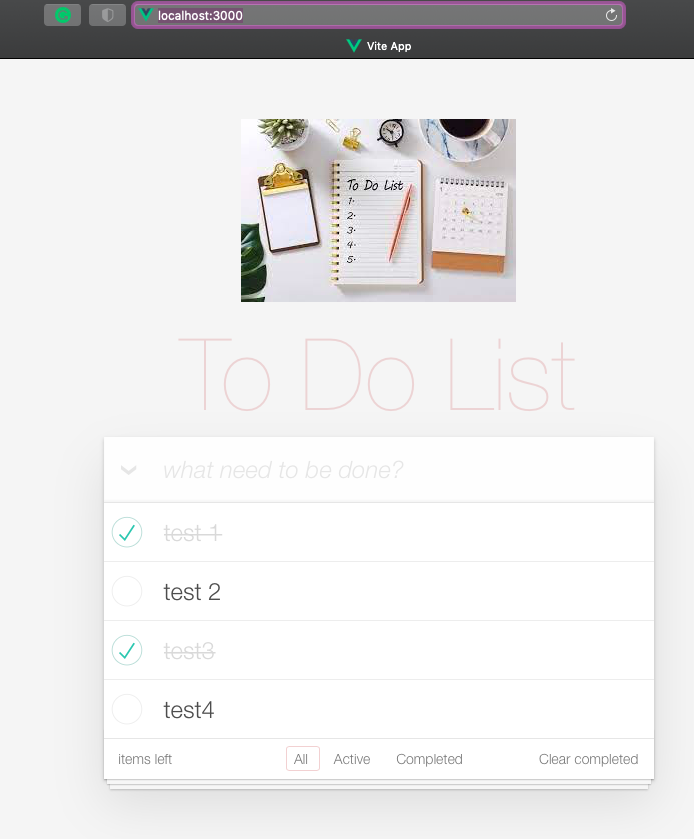 localhost:3000
Vite App
To Do List
1.
2.
3.
4.
5.
To Do List
what need to be done?
test 1
test 2
test3
test4
items left All Active Completed Clear completed